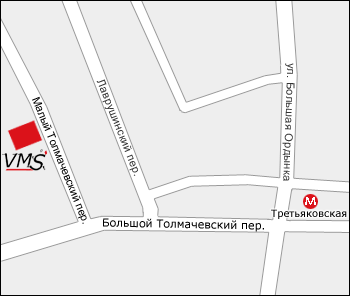 Малый Толмачевский пер.
Лаврушинский пер.
ул. Большая Ордынка
VMS
М
Третьяковская
Большой Толмачевский пер.